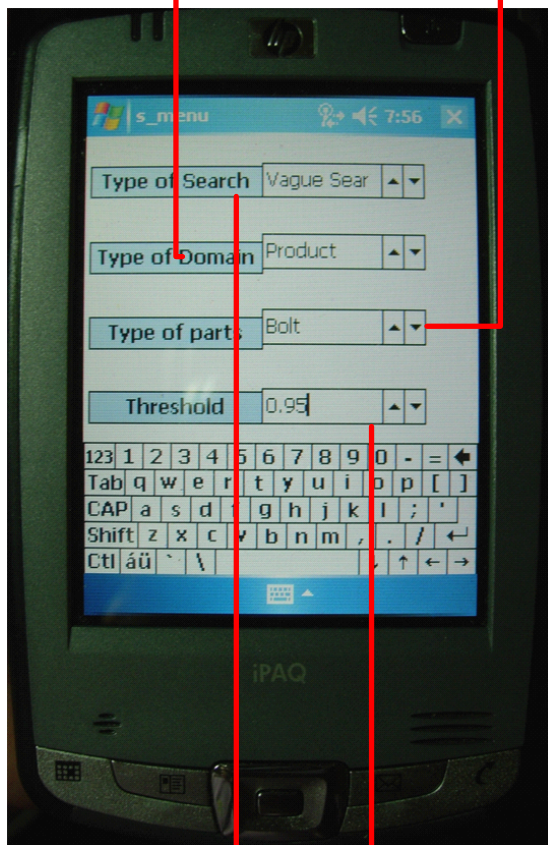 hp
s_menu 7:56
Type of Search Vague Sear
Type of Domain Product
Type of parts Bolt
Threshold 0.95
123 1 2 3 4 5 6 7 8 9 0 - =
Tab q w e r t y u i o p [ ]
CAP a s d f g h j k l ; '
Shift z x c v b n m , . /
Ctl áü ` \
iPAQ